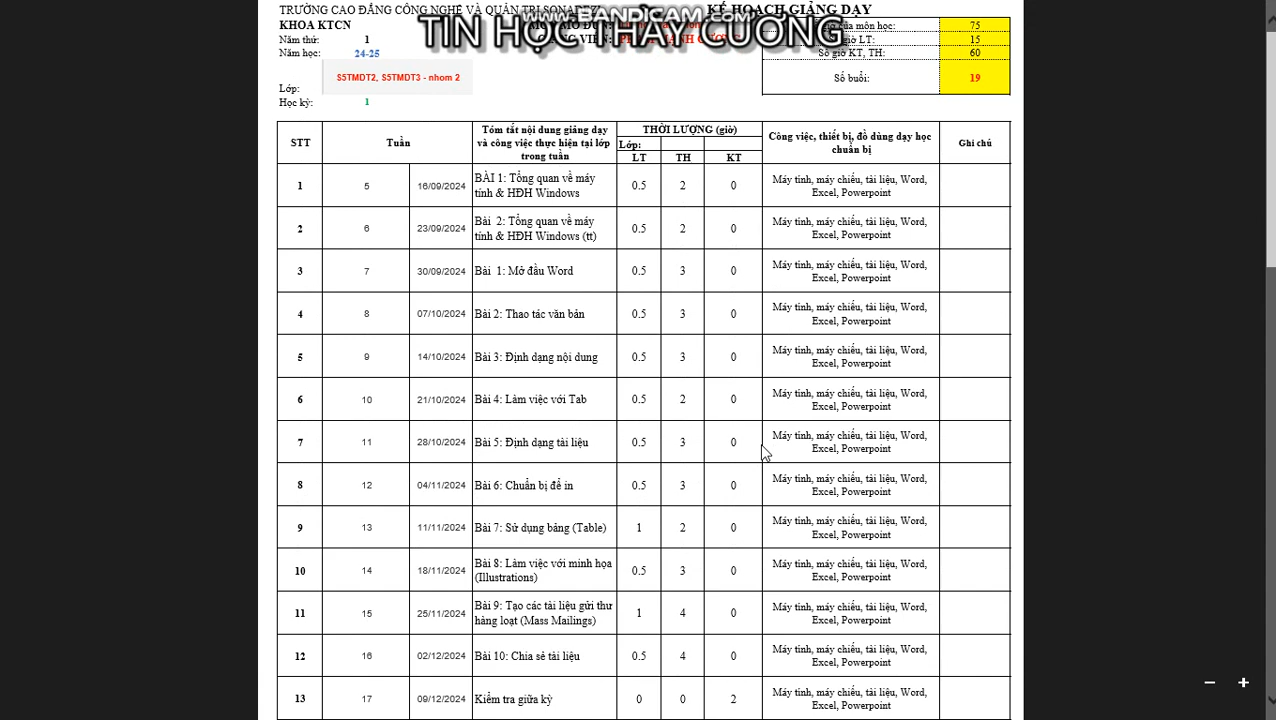 TRƯỜNG CAO ĐẲNG CÔNG NGHỆ VÀ QUẢN TRỊ SONADEZI
KẾ HOẠCH GIẢNG DẠY
www.BANDICAM.com
TIN HỌC THẦY CƯỜNG
KHOA KTCN
của môn học: 75
Năm thứ: 1
giờ LT: 15
Năm học: 24-25
Số giờ KT, TH: 60
Lớp: S5TMDT2, S5TMDT3 - nhom 2
Số buổi: 19
Học kỳ: 1
STT Tuần Tóm tắt nội dung giảng dạy và công việc thực hiện tại lớp trong tuần THỜI LƯỢNG (giờ) Công việc, thiết bị, đồ dùng dạy học chuẩn bị Ghi chú
Lớp:
LT TH KT
1 5 16/09/2024 BÀI 1: Tổng quan về máy tính & HĐH Windows 0.5 2 0 Máy tính, máy chiếu, tài liệu, Word, Excel, Powerpoint
2 6 23/09/2024 Bài 2: Tổng quan về máy tính & HĐH Windows (tt) 0.5 2 0 Máy tính, máy chiếu, tài liệu, Word, Excel, Powerpoint
3 7 30/09/2024 Bài 1: Mở đầu Word 0.5 3 0 Máy tính, máy chiếu, tài liệu, Word, Excel, Powerpoint
4 8 07/10/2024 Bài 2: Thao tác văn bản 0.5 3 0 Máy tính, máy chiếu, tài liệu, Word, Excel, Powerpoint
5 9 14/10/2024 Bài 3: Định dạng nội dung 0.5 3 0 Máy tính, máy chiếu, tài liệu, Word, Excel, Powerpoint
6 10 21/10/2024 Bài 4: Làm việc với Tab 0.5 2 0 Máy tính, máy chiếu, tài liệu, Word, Excel, Powerpoint
7 11 28/10/2024 Bài 5: Định dạng tài liệu 0.5 3 0 Máy tính, máy chiếu, tài liệu, Word, Excel, Powerpoint
8 12 04/11/2024 Bài 6: Chuẩn bị để in 0.5 3 0 Máy tính, máy chiếu, tài liệu, Word, Excel, Powerpoint
9 13 11/11/2024 Bài 7: Sử dụng bảng (Table) 1 2 0 Máy tính, máy chiếu, tài liệu, Word, Excel, Powerpoint
10 14 18/11/2024 Bài 8: Làm việc với minh họa (Illustrations) 0.5 3 0 Máy tính, máy chiếu, tài liệu, Word, Excel, Powerpoint
11 15 25/11/2024 Bài 9: Tạo các tài liệu gửi thư hàng loạt (Mass Mailings) 1 4 0 Máy tính, máy chiếu, tài liệu, Word, Excel, Powerpoint
12 16 02/12/2024 Bài 10: Chia sẻ tài liệu 0.5 4 0 Máy tính, máy chiếu, tài liệu, Word, Excel, Powerpoint
13 17 09/12/2024 Kiểm tra giữa kỳ 0 0 2 Máy tính, máy chiếu, tài liệu, Word, Excel, Powerpoint